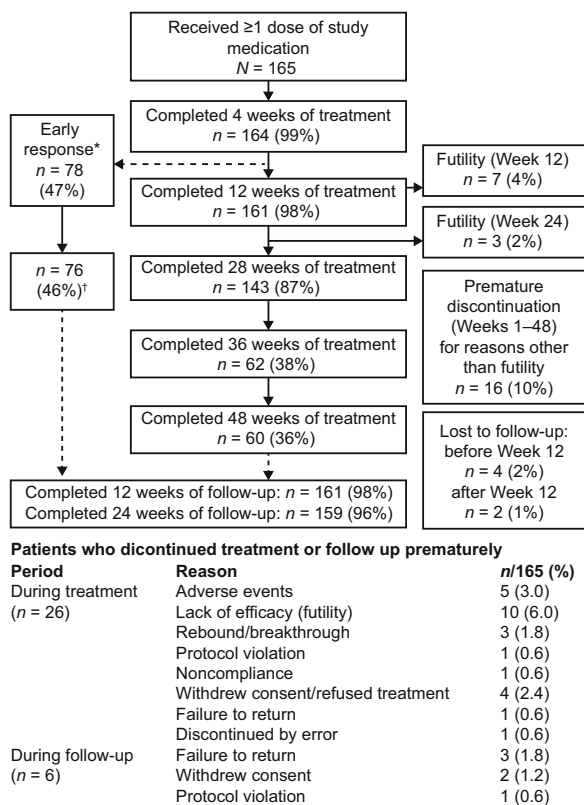 Received ≥1 dose of study
medication
N = 165
Completed 4 weeks of treatment
n = 164 (99%)
Early
response*
n = 78
(47%)
Futility (Week 12)
n = 7 (4%)
Completed 12 weeks of treatment
n = 161 (98%)
Futility (Week 24)
n = 3 (2%)
n = 76
(46%)†
Completed 28 weeks of treatment
n = 143 (87%)
Premature
discontinuation
(Weeks 1–48)
for reasons other
than futility
n = 16 (10%)
Completed 36 weeks of treatment
n = 62 (38%)
Completed 48 weeks of treatment
n = 60 (36%)
Lost to follow-up:
before Week 12
n = 4 (2%)
after Week 12
n = 2 (1%)
Completed 12 weeks of follow-up: n = 161 (98%)
Completed 24 weeks of follow-up: n = 159 (96%)
Patients who dicontinued treatment or follow up prematurely
Period Reason n/165 (%)
During treatment Adverse events 5 (3.0)
(n = 26) Lack of efficacy (futility) 10 (6.0)
Rebound/breakthrough 3 (1.8)
Protocol violation 1 (0.6)
Noncompliance 1 (0.6)
Withdrew consent/refused treatment 4 (2.4)
Failure to return 1 (0.6)
Discontinued by error 1 (0.6)
During follow-up Failure to return 3 (1.8)
(n = 6) Withdrew consent 2 (1.2)
Protocol violation 1 (0.6)